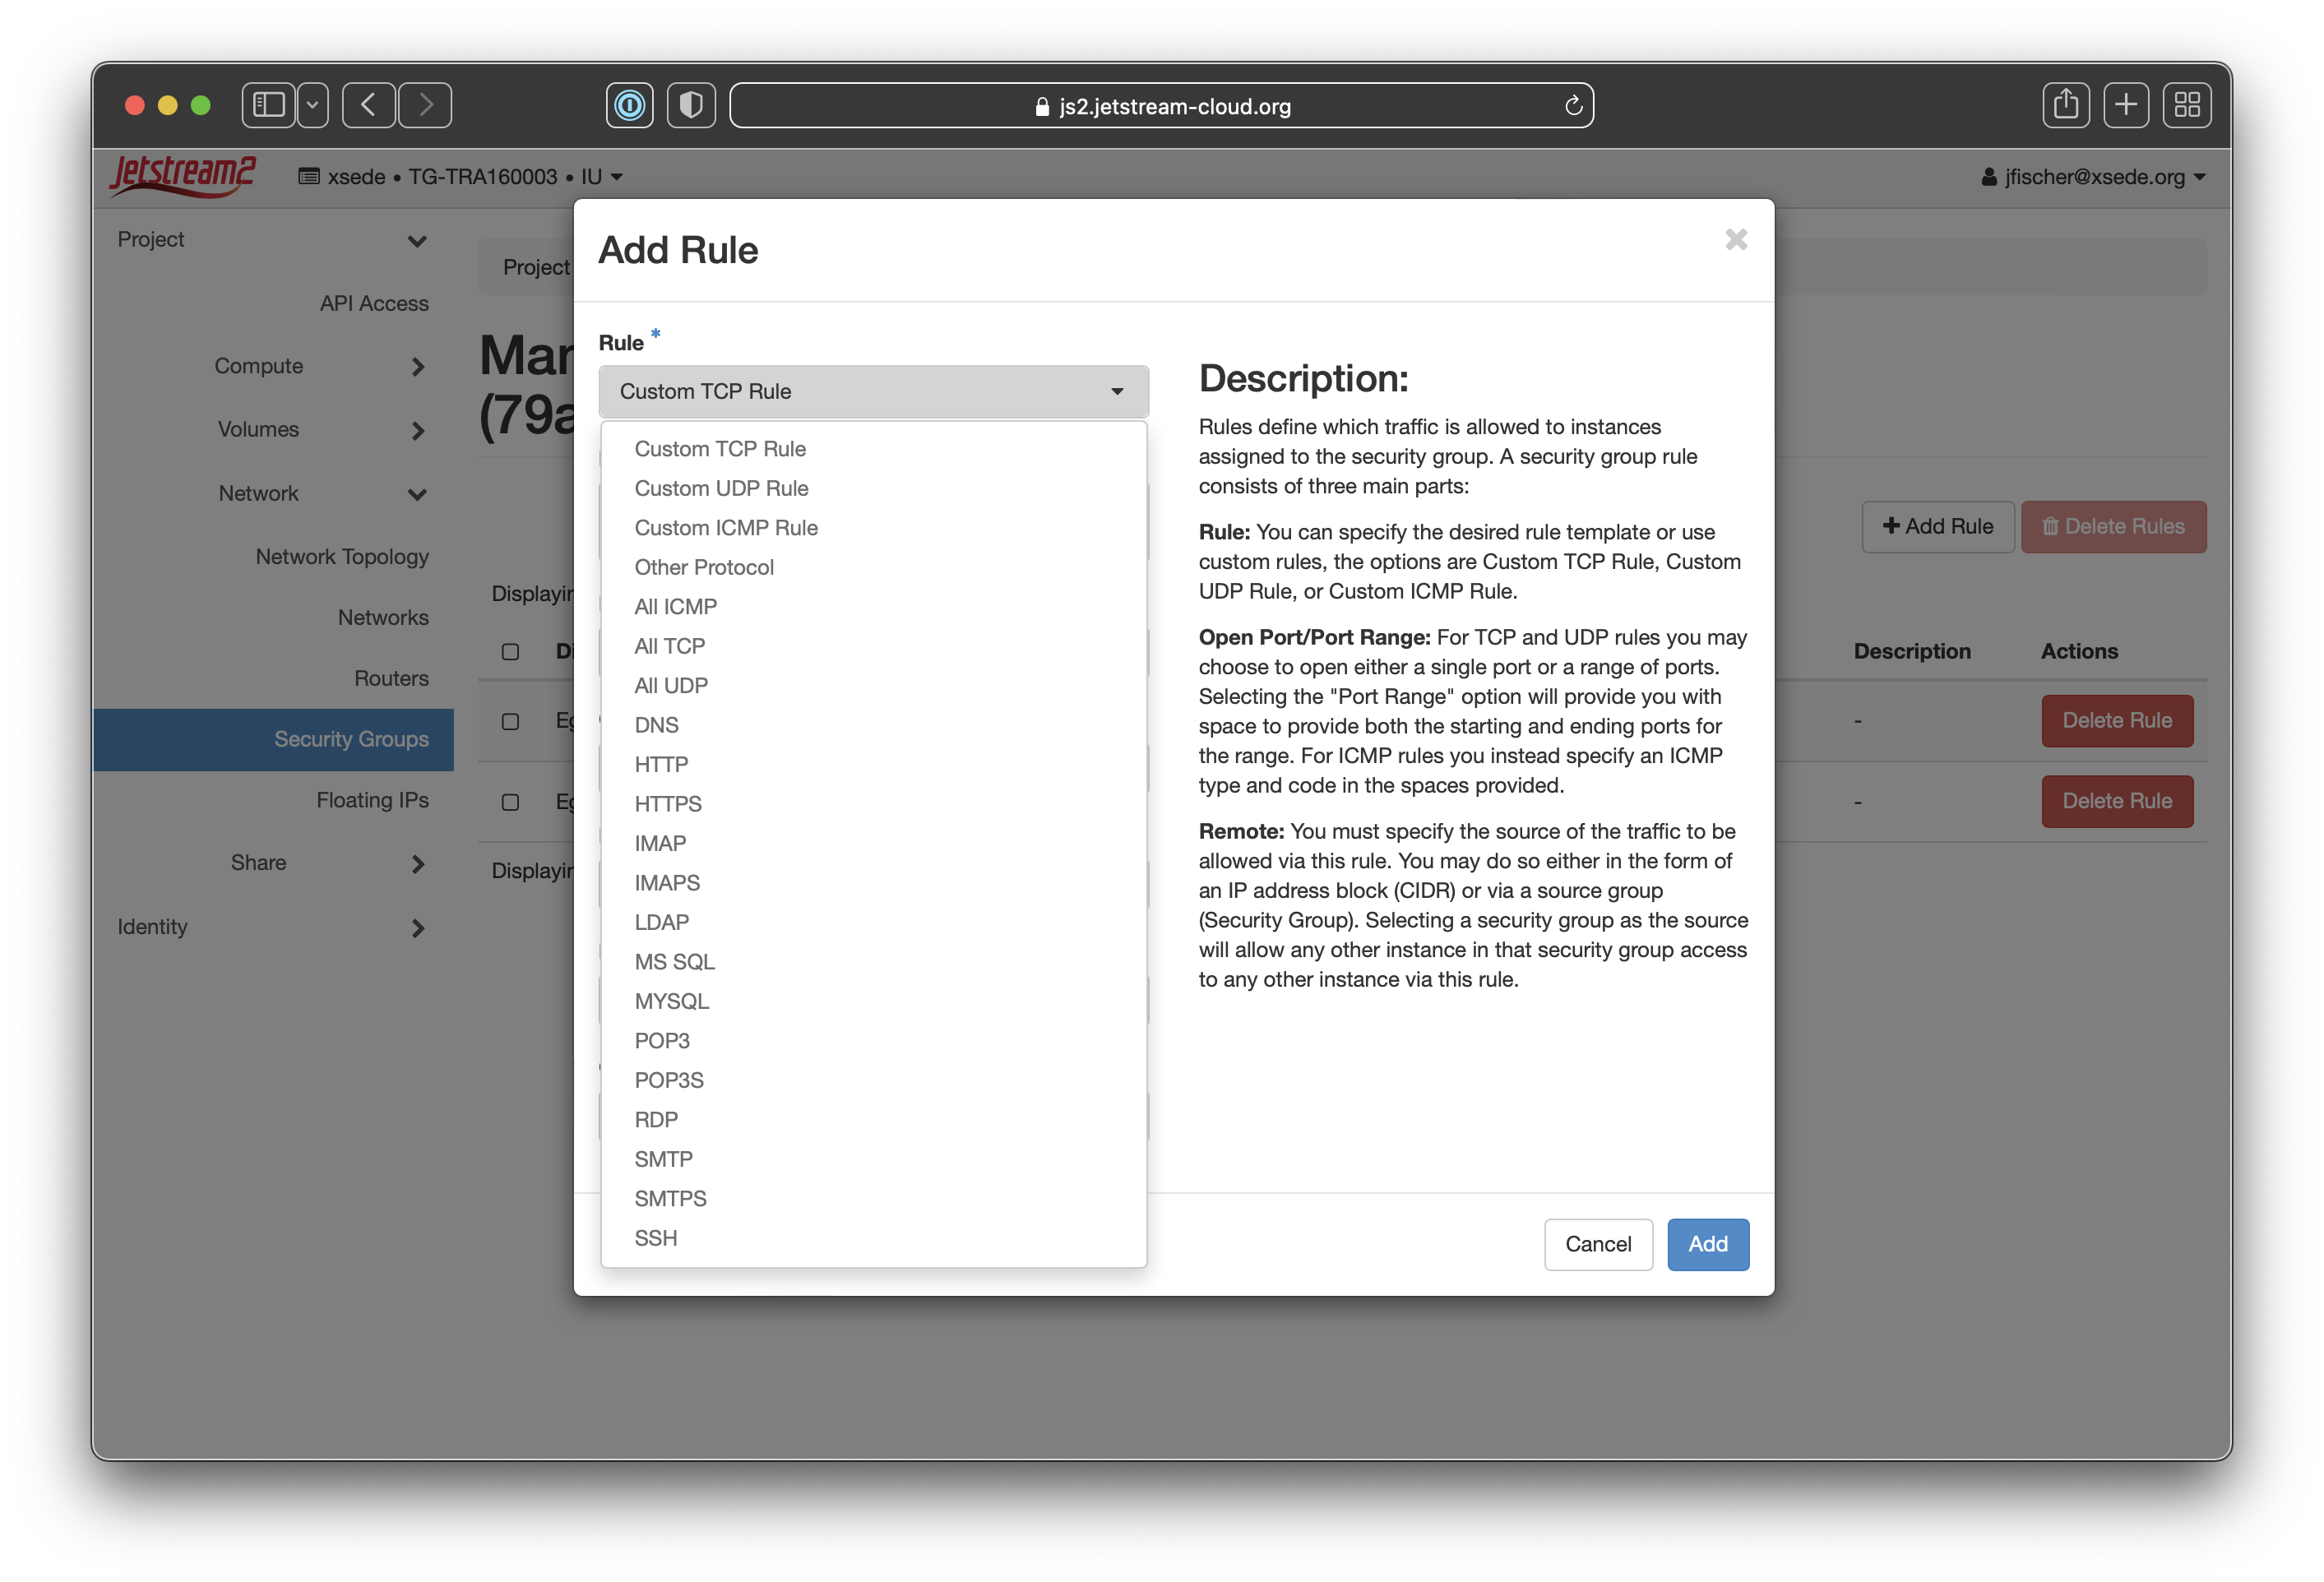 js2.jetstream-cloud.org
Jetstream2
xsede • TG-TRA160003 • IU
jfischer@xsede.org
Project
API Access
Compute
Volumes
Network
Network Topology
Networks
Routers
Security Groups
Floating IPs
Share
Identity
Project
Add Rule
Delete Rules
Description
Actions
-
Delete Rule
-
Delete Rule
Add Rule
Rule *
Custom TCP Rule
Custom TCP Rule
Custom UDP Rule
Custom ICMP Rule
Other Protocol
All ICMP
All TCP
All UDP
DNS
HTTP
HTTPS
IMAP
IMAPS
LDAP
MS SQL
MYSQL
POP3
POP3S
RDP
SMTP
SMTPS
SSH
Description:
Rules define which traffic is allowed to instances
assigned to the security group. A security group rule
consists of three main parts:
Rule: You can specify the desired rule template or use
custom rules, the options are Custom TCP Rule, Custom
UDP Rule, or Custom ICMP Rule.
Open Port/Port Range: For TCP and UDP rules you may
choose to open either a single port or a range of ports.
Selecting the "Port Range" option will provide you with
space to provide both the starting and ending ports for
the range. For ICMP rules you instead specify an ICMP
type and code in the spaces provided.
Remote: You must specify the source of the traffic to be
allowed via this rule. You may do so either in the form of
an IP address block (CIDR) or via a source group
(Security Group). Selecting a security group as the source
will allow any other instance in that security group access
to any other instance via this rule.
Cancel
Add